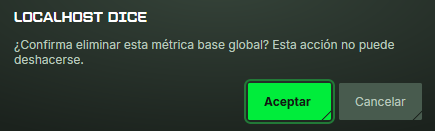 LOCALHOST DICE
¿Confirma eliminar esta métrica base global? Esta acción no puede
deshacerse.
Aceptar
Cancelar